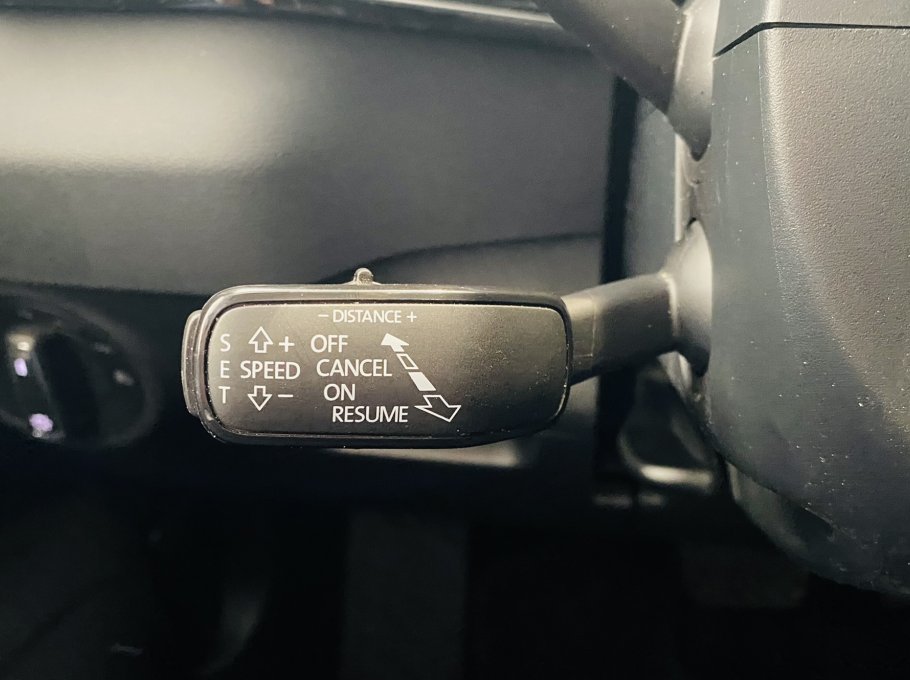 - DISTANCE +
S ⇧ + OFF
E SPEED CANCEL
T ⇩ - ON
RESUME